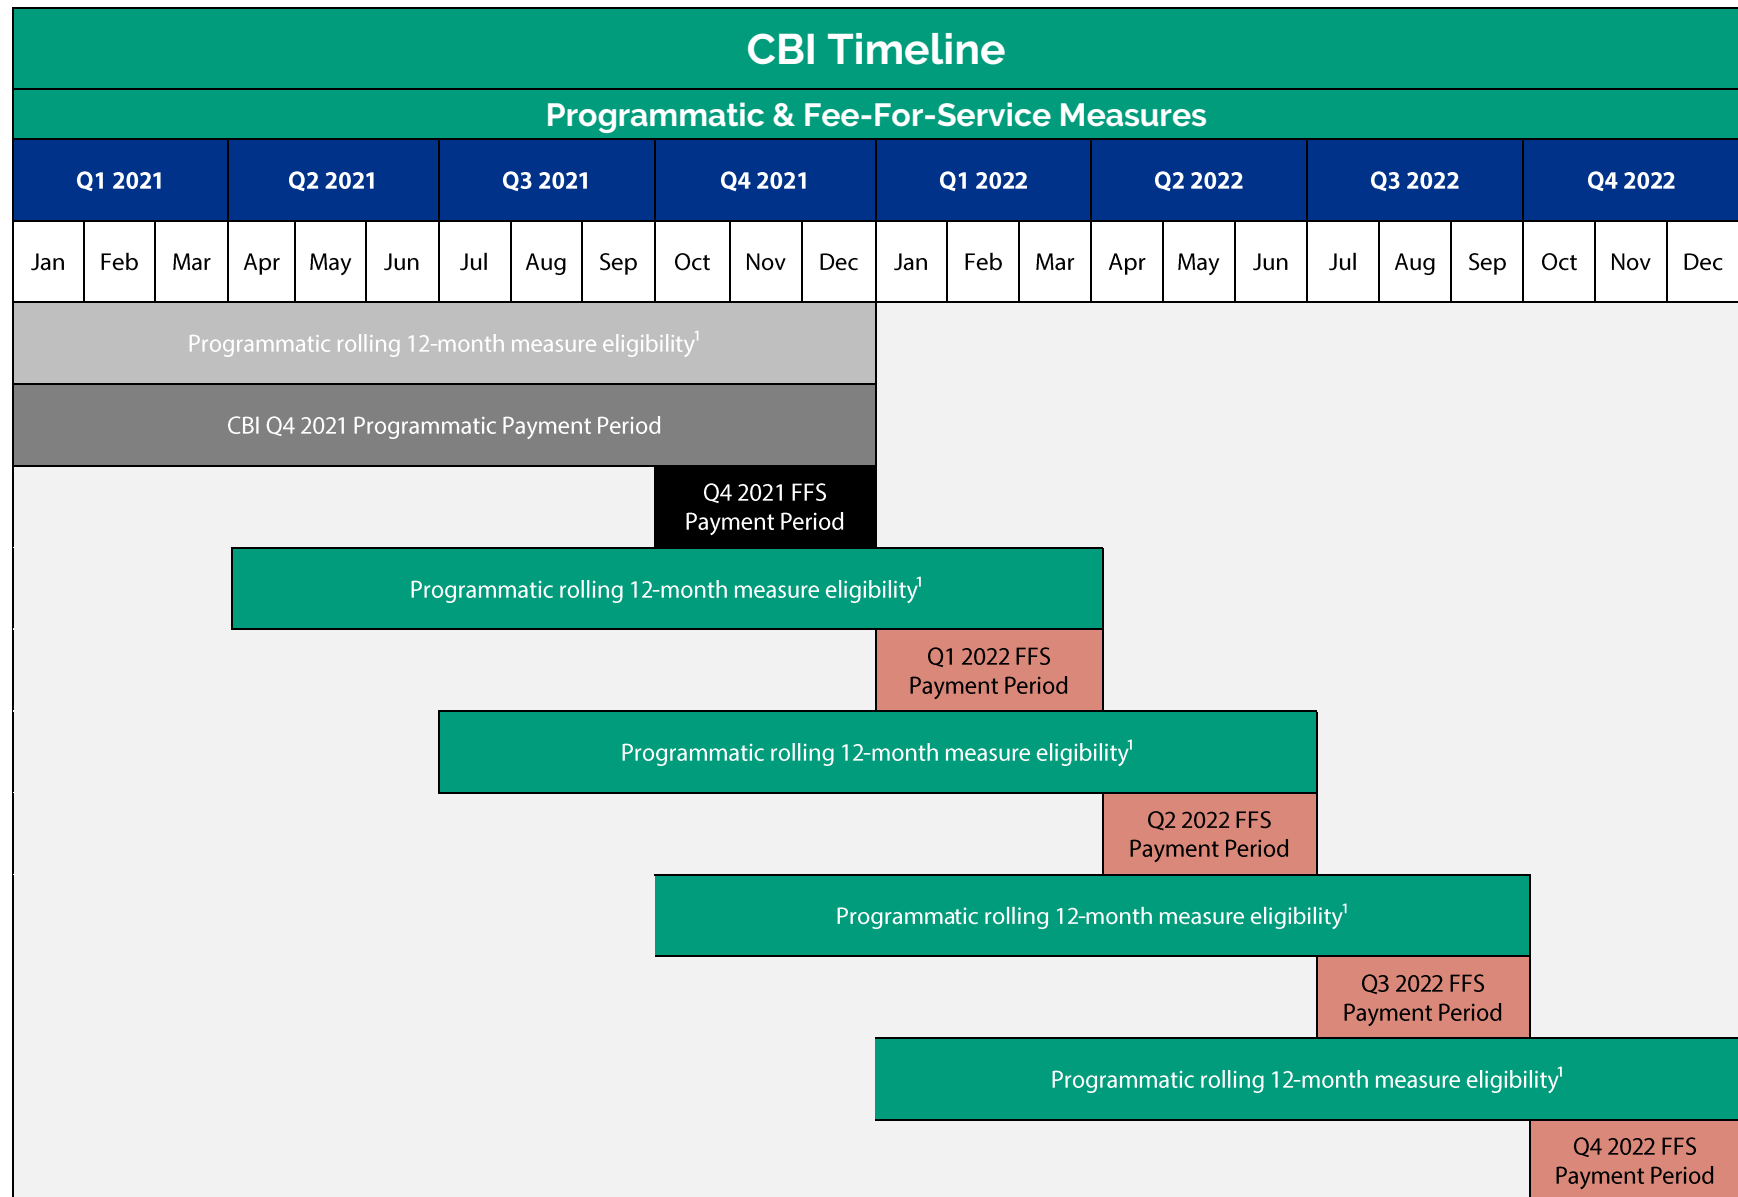 CBI Timeline
Programmatic & Fee-For-Service Measures
Q1 2021 Q2 2021 Q3 2021 Q4 2021 Q1 2022 Q2 2022 Q3 2022 Q4 2022
Jan Feb Mar Apr May Jun Jul Aug Sep Oct Nov Dec Jan Feb Mar Apr May Jun Jul Aug Sep Oct Nov Dec
Programmatic rolling 12-month measure eligibility¹
CBI Q4 2021 Programmatic Payment Period
Q4 2021 FFS
Payment Period
Programmatic rolling 12-month measure eligibility¹
Q1 2022 FFS
Payment Period
Programmatic rolling 12-month measure eligibility¹
Q2 2022 FFS
Payment Period
Programmatic rolling 12-month measure eligibility¹
Q3 2022 FFS
Payment Period
Programmatic rolling 12-month measure eligibility¹
Q4 2022 FFS
Payment Period